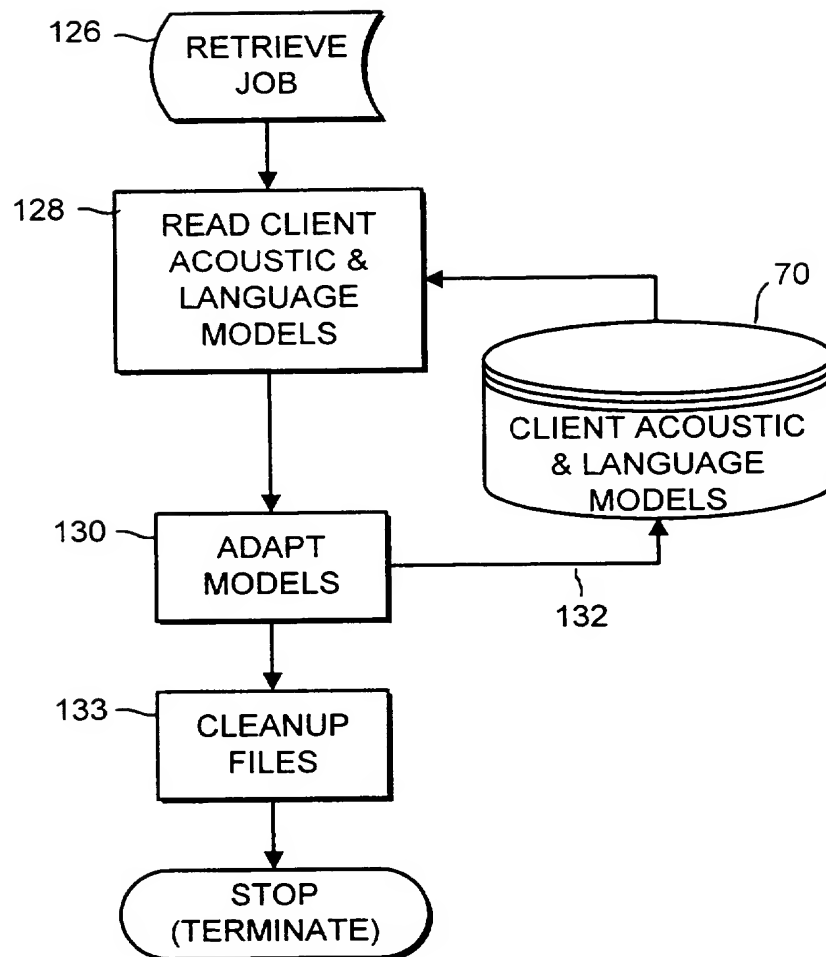 126
RETRIEVE
JOB
128
READ CLIENT
ACOUSTIC &
LANGUAGE
MODELS
70
CLIENT ACOUSTIC
& LANGUAGE
MODELS
130
ADAPT
MODELS
132
133
CLEANUP
FILES
STOP
(TERMINATE)